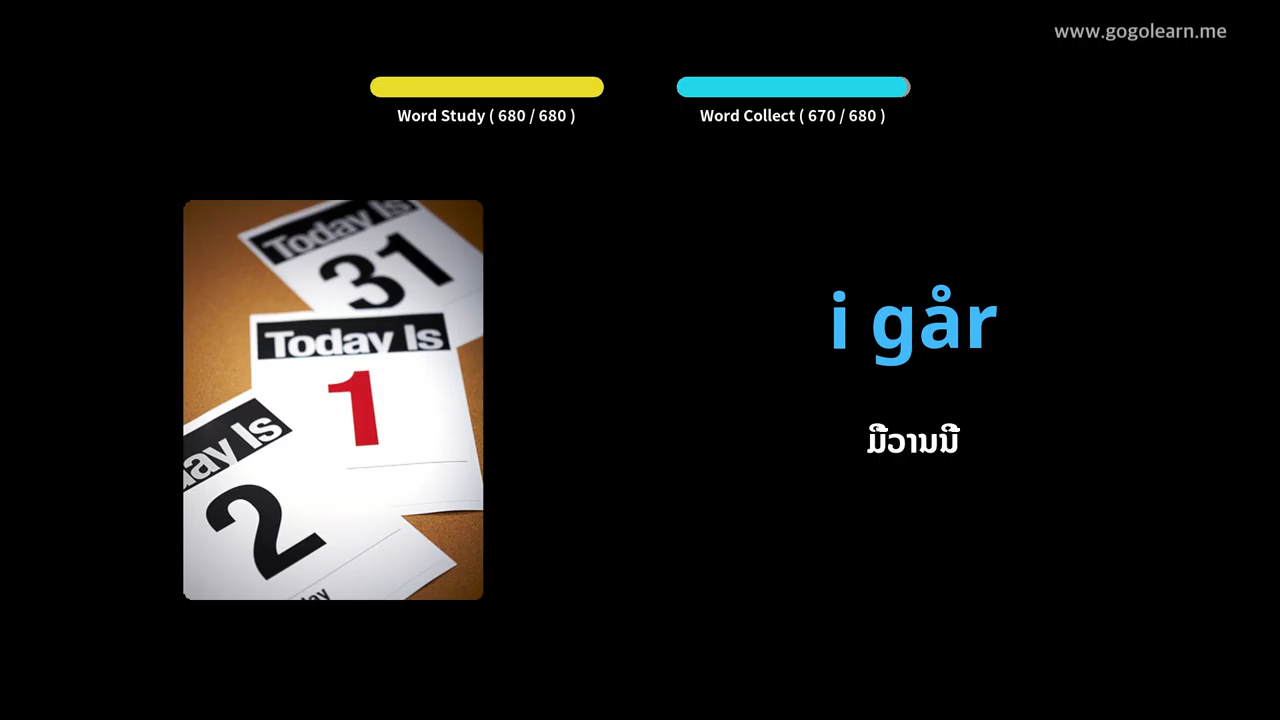 www.gogolearn.me
Word Study ( 680 / 680 )
Word Collect ( 670 / 680 )
Today Is
31
Today Is
1
ay Is
2
ay
i går
ມື້ວານນີ້